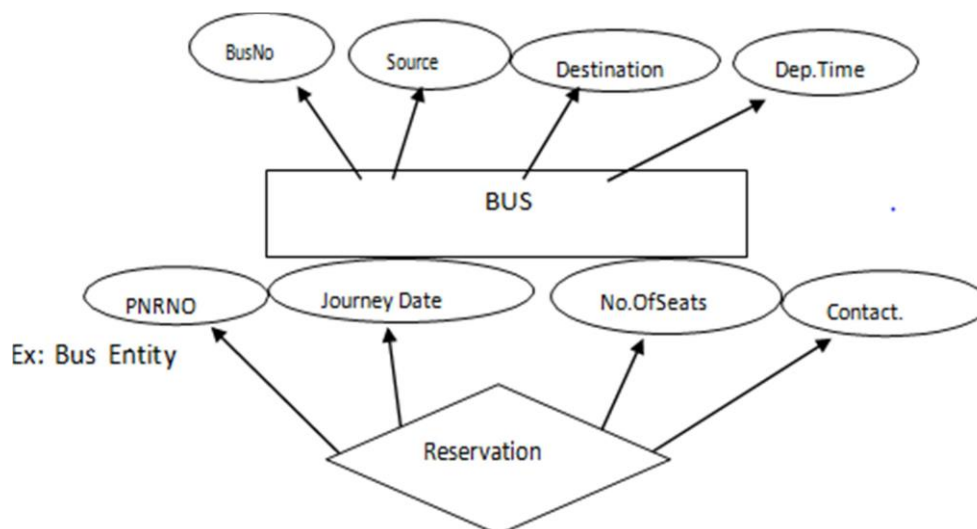 BusNo
Source
Destination
Dep.Time
BUS
PNRNO
Journey Date
No.OfSeats
Contact.
Ex: Bus Entity
Reservation